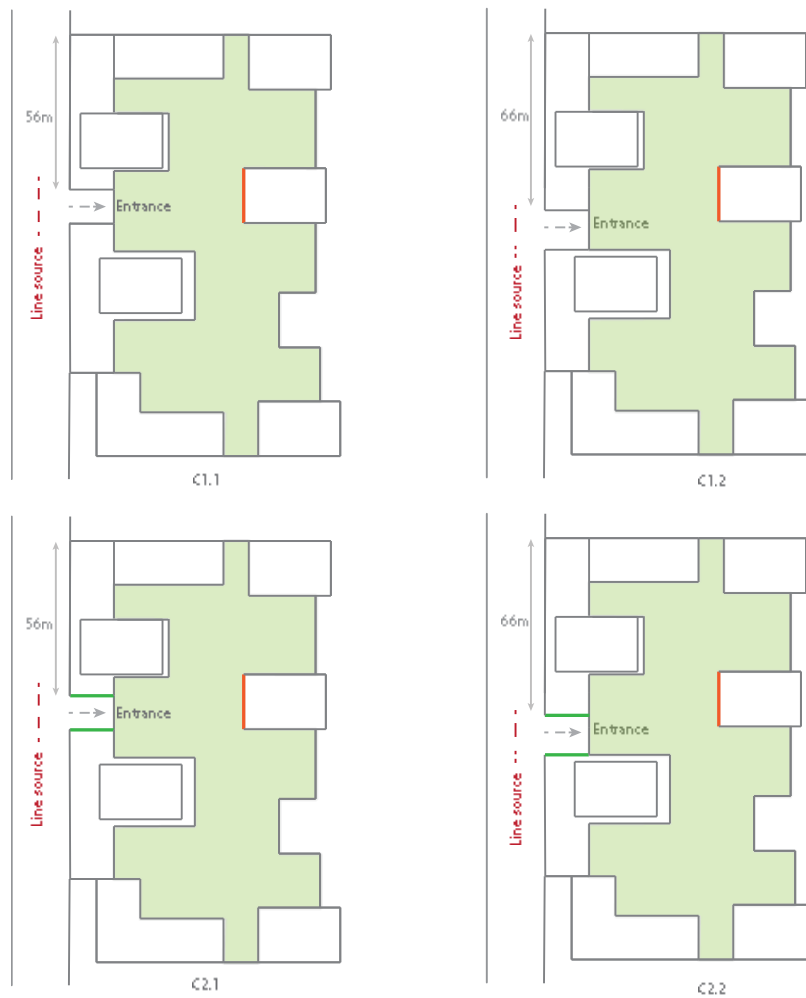 56m
Entrance
Line source
C1.1
66m
Entrance
Line source
C1.2
56m
Entrance
Line source
C2.1
66m
Entrance
Line source
C2.2